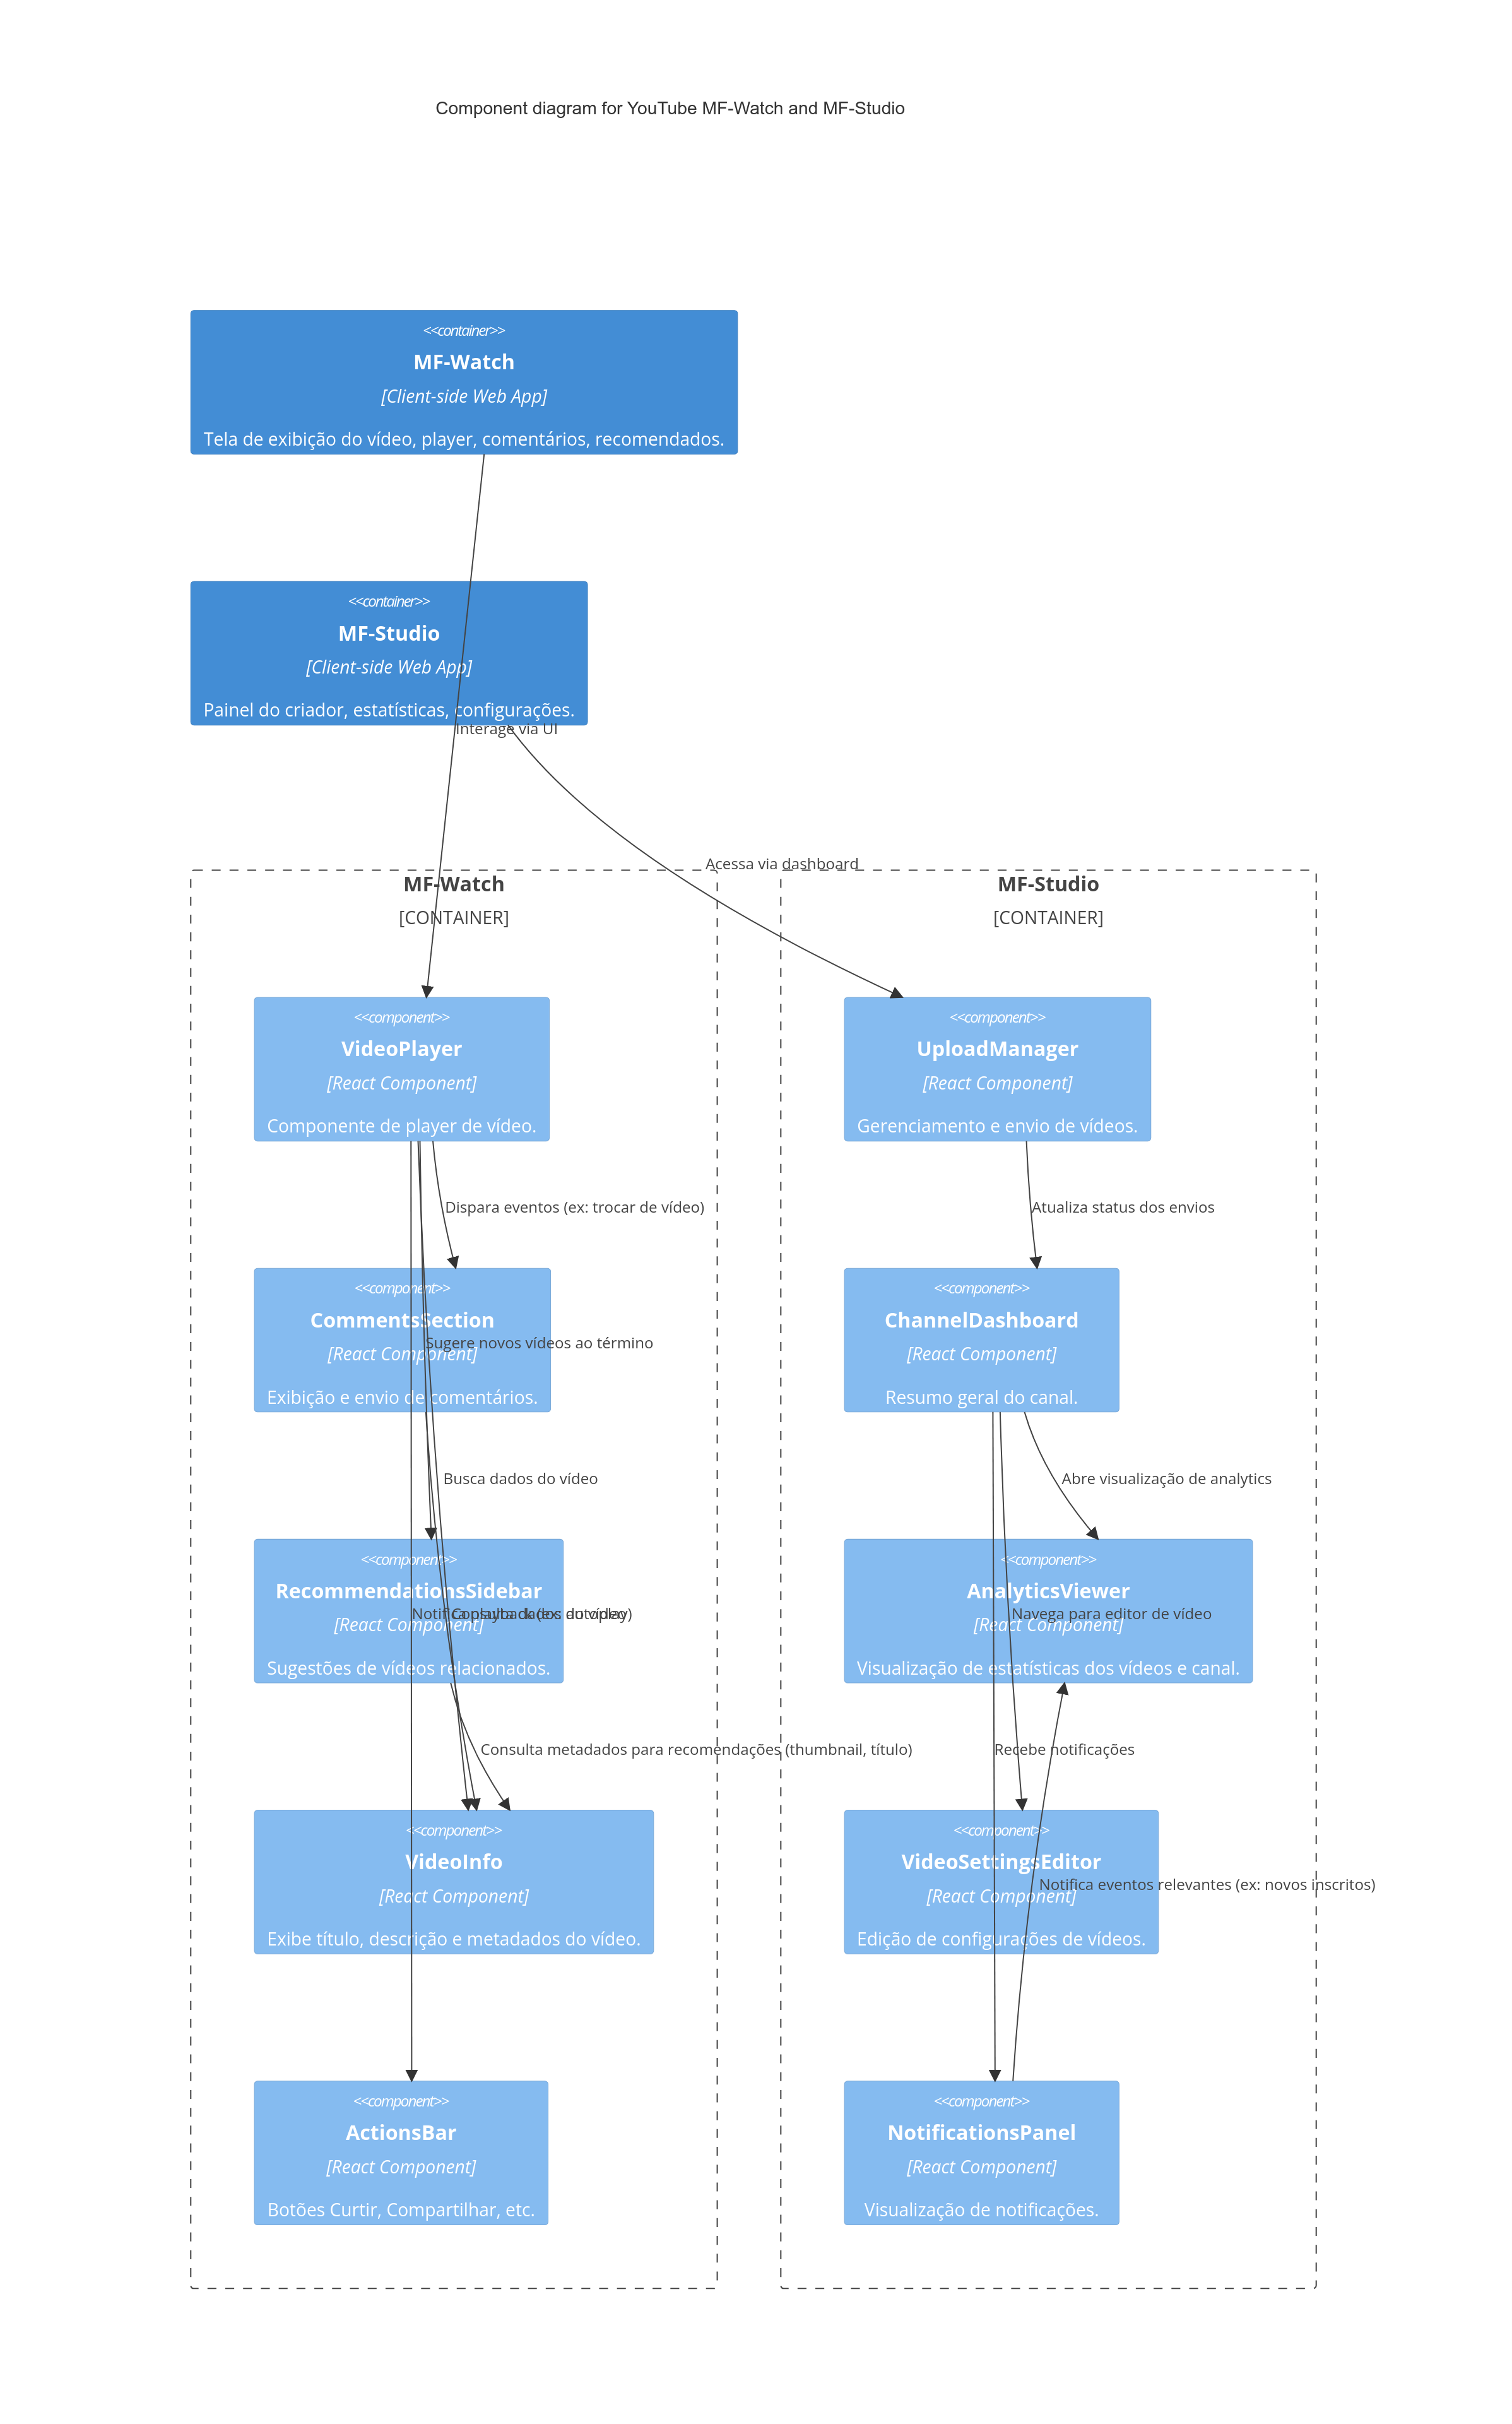 Component diagram for YouTube MF-Watch and MF-Studio
<<container>>
MF-Watch
[Client-side Web App]
Tela de exibição do vídeo, player, comentários, recomendados.
<<container>>
MF-Studio
[Client-side Web App]
Painel do criador, estatísticas, configurações.
Interage via UI
Acessa via dashboard
MF-Watch
[CONTAINER]
<<component>>
VideoPlayer
[React Component]
Componente de player de vídeo.
Dispara eventos (ex: trocar de vídeo)
<<component>>
CommentsSection
[React Component]
Sugere novos vídeos ao término
Exibição e envio de comentários.
Busca dados do vídeo
<<component>>
RecommendationsSidebar
Notifica playback (ex: autoplay)
Consulta dados do vídeo
[React Component]
Sugestões de vídeos relacionados.
Consulta metadados para recomendações (thumbnail, título)
<<component>>
VideoInfo
[React Component]
Exibe título, descrição e metadados do vídeo.
<<component>>
ActionsBar
[React Component]
Botões Curtir, Compartilhar, etc.
MF-Studio
[CONTAINER]
<<component>>
UploadManager
[React Component]
Gerenciamento e envio de vídeos.
Atualiza status dos envios
<<component>>
ChannelDashboard
[React Component]
Resumo geral do canal.
Abre visualização de analytics
<<component>>
AnalyticsViewer
Navega para editor de vídeo
[React Component]
Visualização de estatísticas dos vídeos e canal.
Recebe notificações
<<component>>
VideoSettingsEditor
Notifica eventos relevantes (ex: novos inscritos)
[React Component]
Edição de configurações de vídeos.
<<component>>
NotificationsPanel
[React Component]
Visualização de notificações.